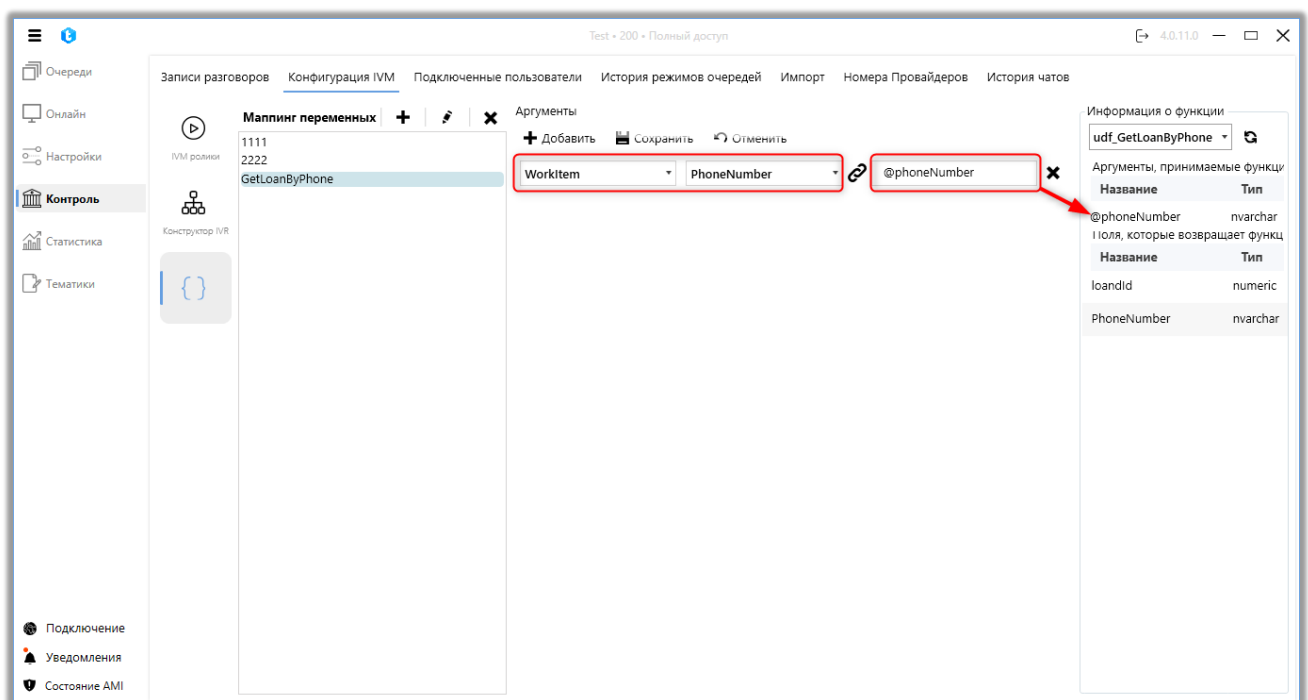 Test • 200 • Полный доступ
4.0.11.0
Очереди
Онлайн
Настройки
Контроль
Статистика
Тематики
Подключение
Уведомления
Состояние AMI
Записи разговоров Конфигурация IVM Подключенные пользователи История режимов очередей Импорт Номера Провайдеров История чатов
IVM ролики
Конструктор IVR
{ }
Маппинг переменных
1111
2222
GetLoanByPhone
Аргументы
Добавить Сохранить Отменить
WorkItem PhoneNumber @phoneNumber
Информация о функции
udf_GetLoanByPhone
Аргументы, принимаемые функци
Название Тип
@phoneNumber nvarchar
Поля, которые возвращает функц
Название Тип
loandId numeric
PhoneNumber nvarchar